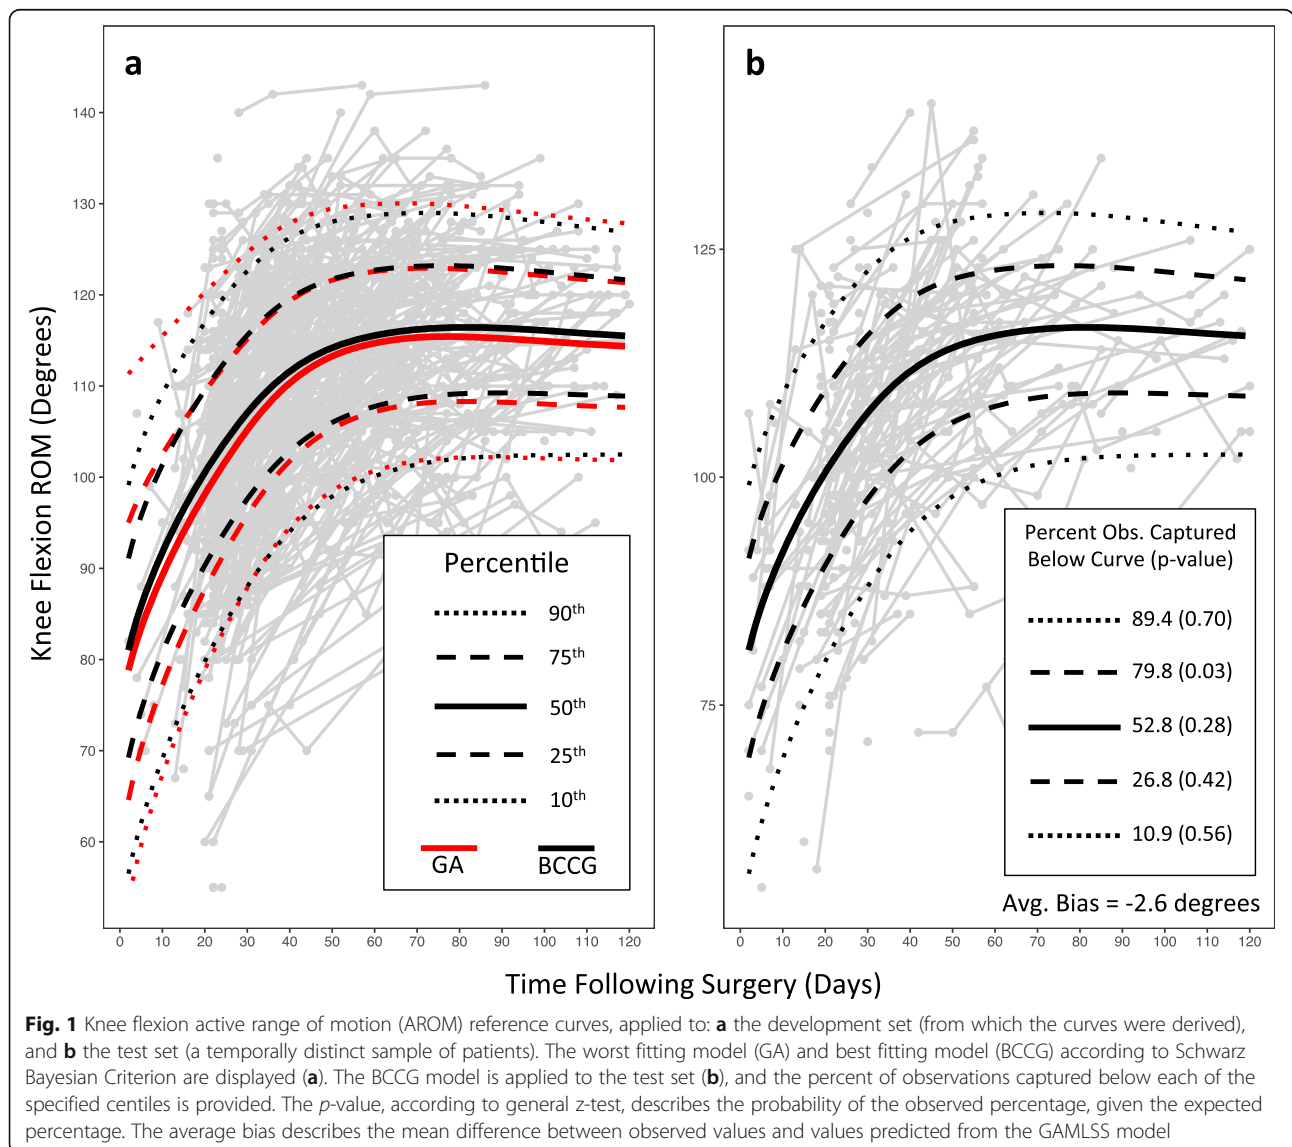 a
b
Knee Flexion ROM (Degrees)
140
130
120
110
100
90
80
70
60
125
100
75
Percentile
90th
75th
50th
25th
10th
GA BCCG
Percent Obs. Captured
Below Curve (p-value)
89.4 (0.70)
79.8 (0.03)
52.8 (0.28)
26.8 (0.42)
10.9 (0.56)
Avg. Bias = -2.6 degrees
0 10 20 30 40 50 60 70 80 90 100 110 120
0 10 20 30 40 50 60 70 80 90 100 110 120
Time Following Surgery (Days)
Fig. 1 Knee flexion active range of motion (AROM) reference curves, applied to: a the development set (from which the curves were derived),
and b the test set (a temporally distinct sample of patients). The worst fitting model (GA) and best fitting model (BCCG) according to Schwarz
Bayesian Criterion are displayed (a). The BCCG model is applied to the test set (b), and the percent of observations captured below each of the
specified centiles is provided. The p-value, according to general z-test, describes the probability of the observed percentage, given the expected
percentage. The average bias describes the mean difference between observed values and values predicted from the GAMLSS model